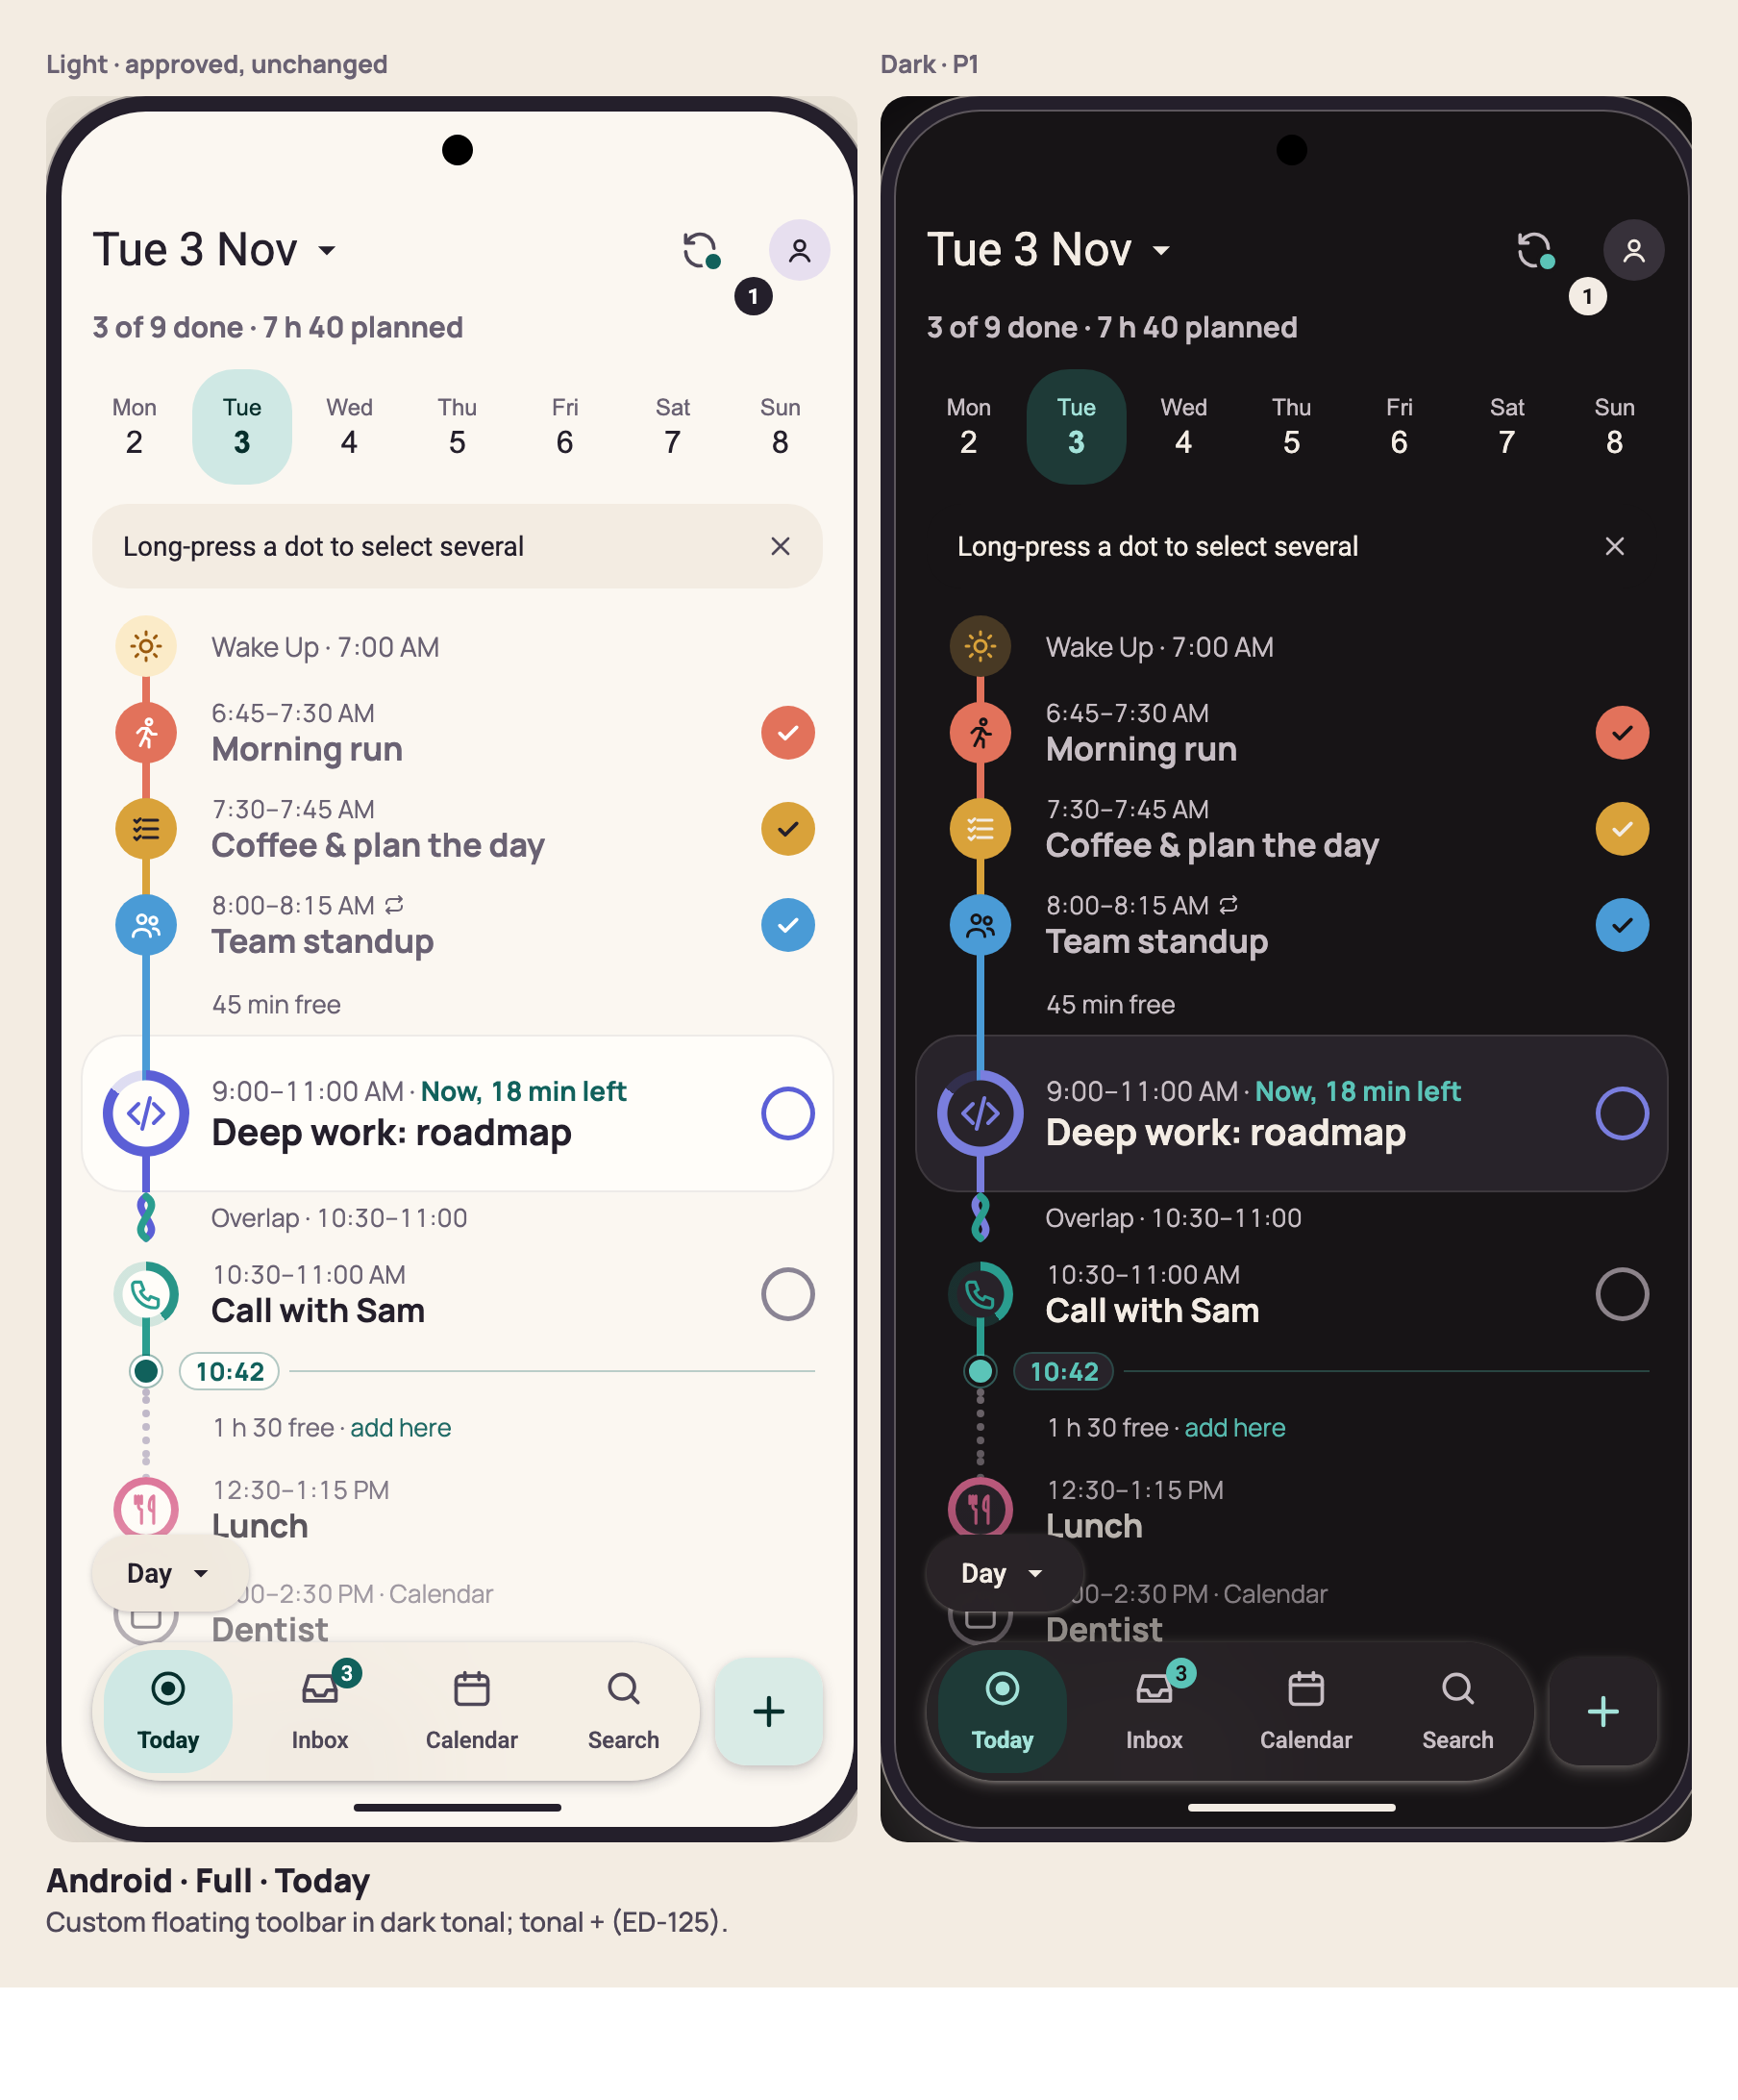 Light · approved, unchanged
Tue 3 Nov
1
3 of 9 done · 7 h 40 planned
Mon Tue Wed Thu Fri Sat Sun
2 3 4 5 6 7 8
Long-press a dot to select several
Wake Up · 7:00 AM
6:45–7:30 AM
Morning run
7:30–7:45 AM
Coffee & plan the day
8:00–8:15 AM
Team standup
45 min free
9:00–11:00 AM · Now, 18 min left
Deep work: roadmap
Overlap · 10:30–11:00
10:30–11:00 AM
Call with Sam
10:42
1 h 30 free · add here
12:30–1:15 PM
Lunch
Day
00–2:30 PM · Calendar
Dentist
3
Today Inbox Calendar Search
Dark · P1
Tue 3 Nov
1
3 of 9 done · 7 h 40 planned
Mon Tue Wed Thu Fri Sat Sun
2 3 4 5 6 7 8
Long-press a dot to select several
Wake Up · 7:00 AM
6:45–7:30 AM
Morning run
7:30–7:45 AM
Coffee & plan the day
8:00–8:15 AM
Team standup
45 min free
9:00–11:00 AM · Now, 18 min left
Deep work: roadmap
Overlap · 10:30–11:00
10:30–11:00 AM
Call with Sam
10:42
1 h 30 free · add here
12:30–1:15 PM
Lunch
Day
00–2:30 PM · Calendar
Dentist
3
Today Inbox Calendar Search
Android · Full · Today
Custom floating toolbar in dark tonal; tonal + (ED-125).